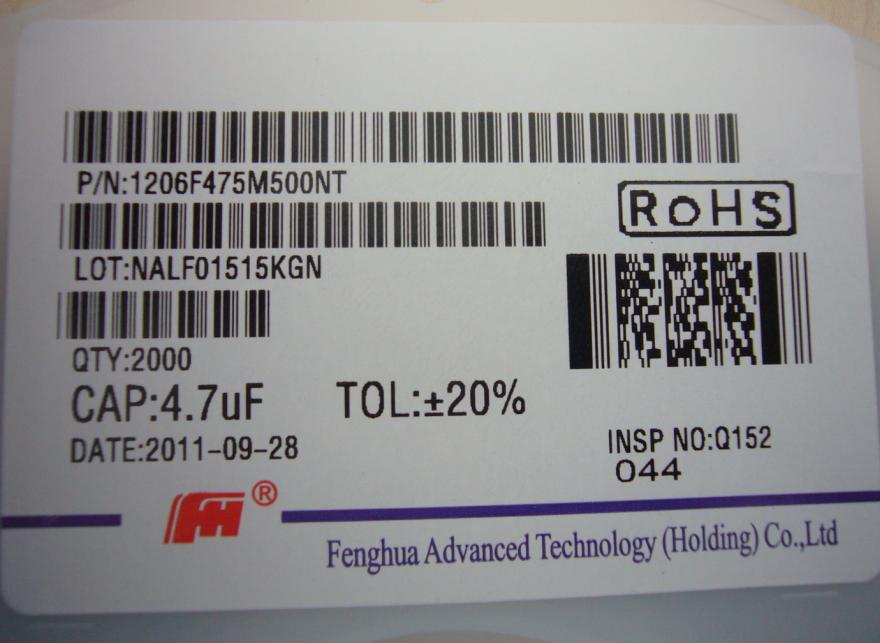 P/N:1206F475M500NT
RoHS
LOT:NALF01515KGN
QTY:2000
CAP:4.7uF TOL:±20%
DATE:2011-09-28
INSP NO:Q152
044
FH®
Fenghua Advanced Technology (Holding) Co.,Ltd